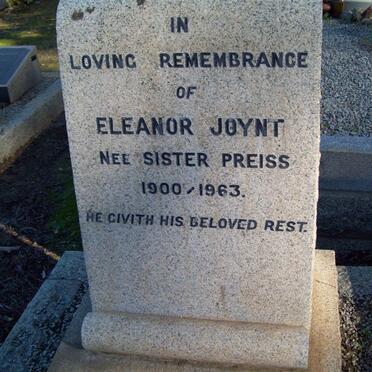 IN
LOVING REMEMBRANCE
OF
ELEANOR JOYNT
NEE SISTER PREISS
1900/1963.
HE GIVITH HIS BELOVED REST.